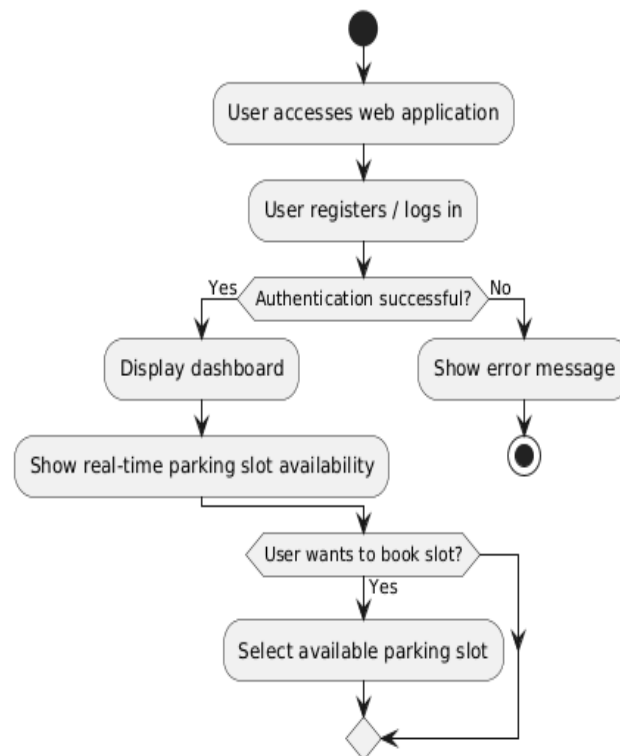 User accesses web application
User registers / logs in
Yes
Authentication successful?
No
Display dashboard
Show error message
Show real-time parking slot availability
User wants to book slot?
Yes
Select available parking slot